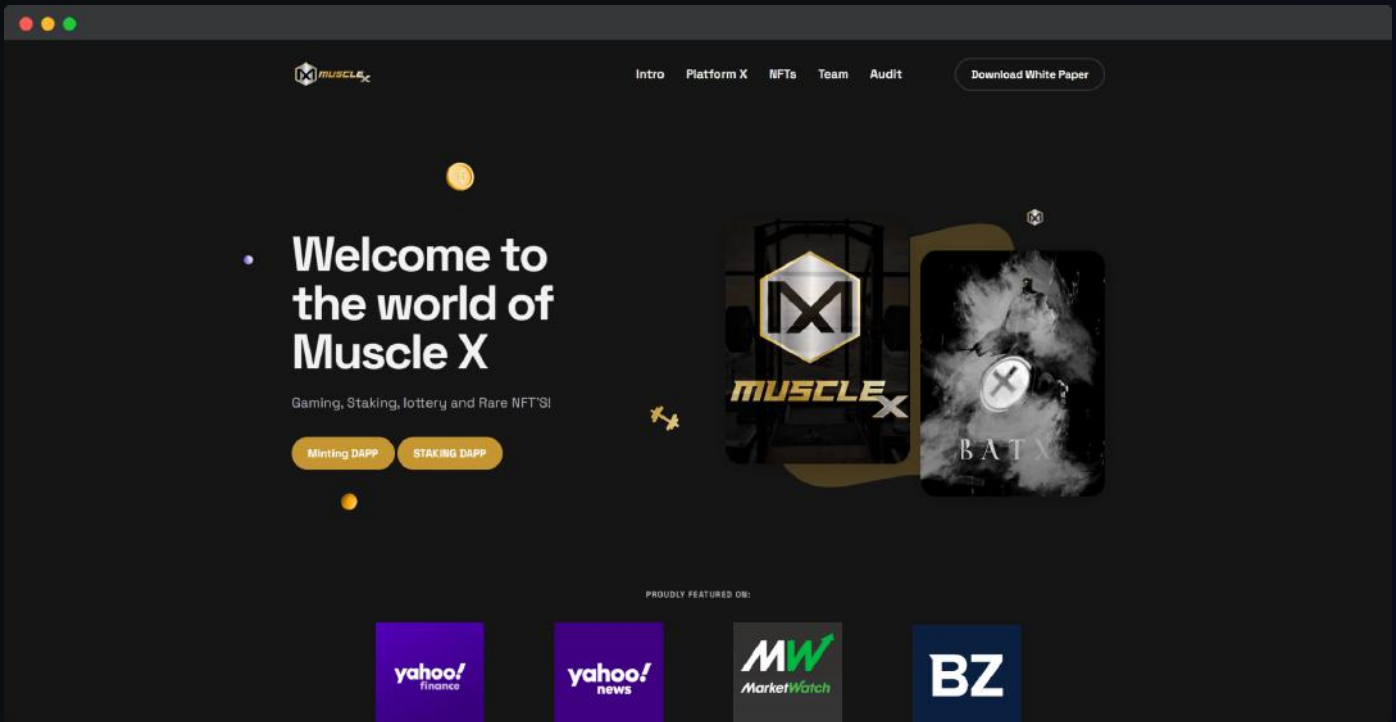 MUSCLE X
Intro Platform X NFTs Team Audit Download White Paper
Welcome to
the world of
Muscle X
Gaming, Staking, lottery and Rare NFT'S!
Minting DAPP STAKING DAPP
MUSCLE X
BATX
PROUDLY FEATURED ON:
yahoo!
finance
yahoo!
news
MW
MarketWatch
BZ